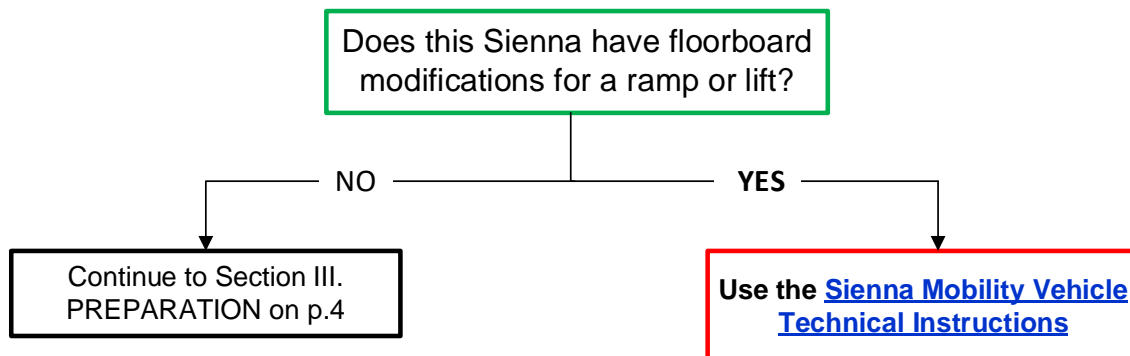 Does this Sienna have floorboard
modifications for a ramp or lift?
NO
YES
Continue to Section III.
PREPARATION on p.4
Use the Sienna Mobility Vehicle
Technical Instructions